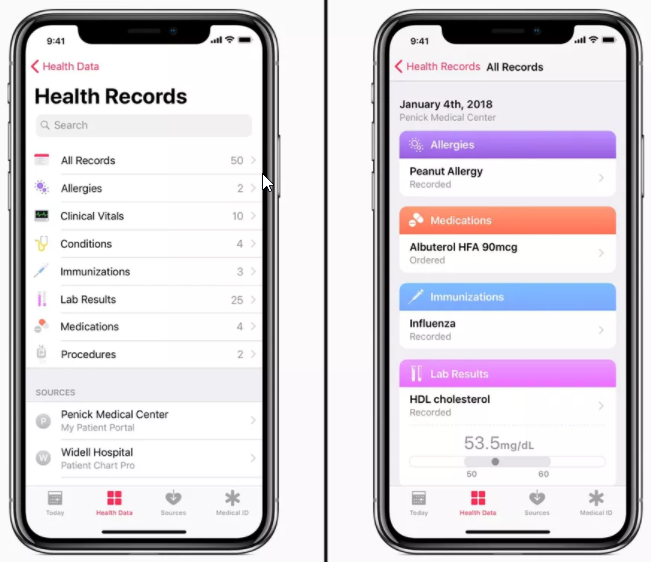 9:41
Health Data
Health Records
Search
All Records 50
Allergies 2
Clinical Vitals 10
Conditions 4
Immunizations 3
Lab Results 25
Medications 4
Procedures 2
SOURCES
P
Penick Medical Center
My Patient Portal
W
Widell Hospital
Patient Chart Pro
Today Health Data Sources Medical ID
9:41
Health Records All Records
January 4th, 2018
Penick Medical Center
Allergies
Peanut Allergy
Recorded
Medications
Albuterol HFA 90mcg
Ordered
Immunizations
Influenza
Recorded
Lab Results
HDL cholesterol
Recorded
53.5mg/dL
50 60
Today Health Data Sources Medical ID